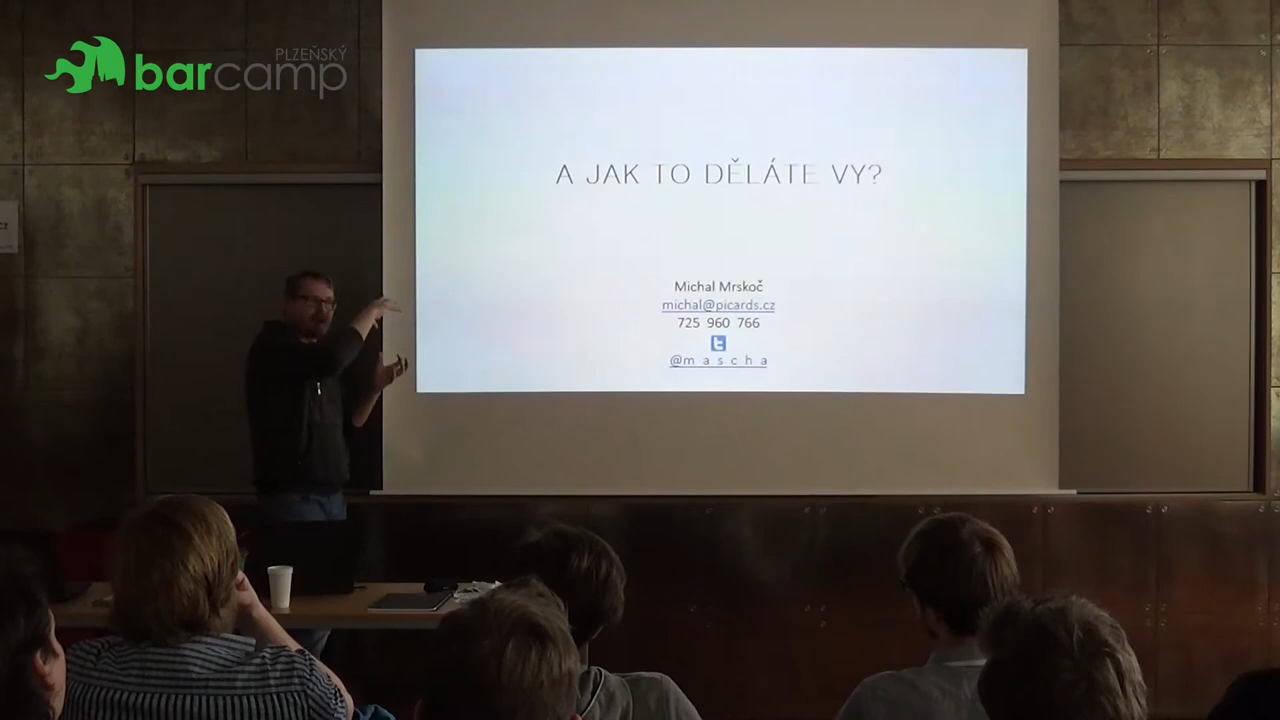 PLZEŇSKÝ
barcamp
A JAK TO DĚLÁTE VY?
Michal Mrskoč
michal@picards.cz
725 960 766
@m a s c h a